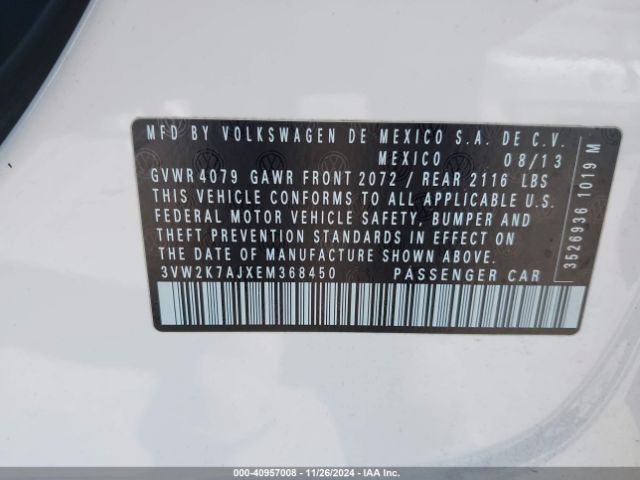 MFD BY VOLKSWAGEN DE MEXICO S.A. DE C.V.
MEXICO 08/13
GVWR 4079 GAWR FRONT 2072 / REAR 2116 LBS
THIS VEHICLE CONFORMS TO ALL APPLICABLE U.S.
FEDERAL MOTOR VEHICLE SAFETY, BUMPER AND
THEFT PREVENTION STANDARDS IN EFFECT ON
THE DATE OF MANUFACTURE SHOWN ABOVE.
3VW2K7AJXEM368450 PASSENGER CAR
3526936 1019 M
000-40957008 - 11/26/2024 - IAA Inc.